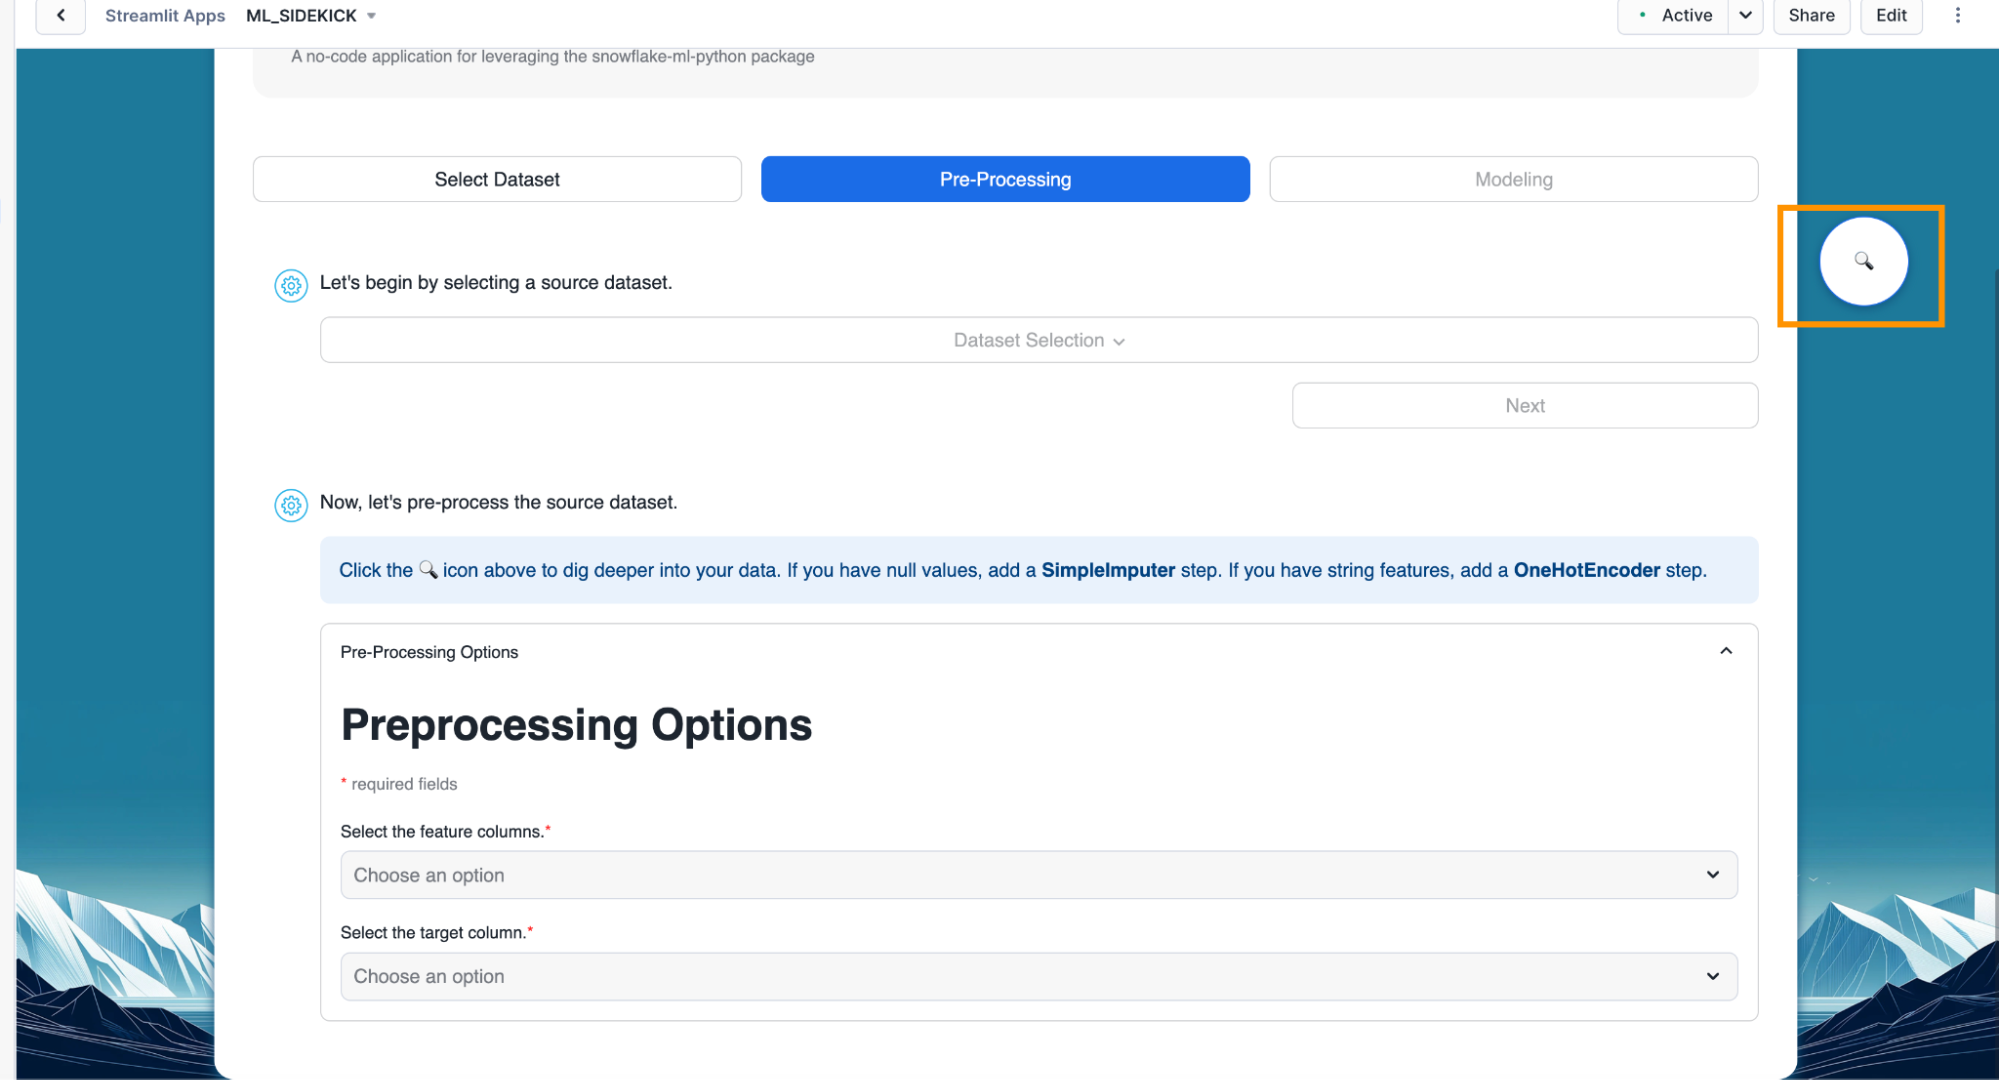 Streamlit Apps ML_SIDEKICK
Active
Share
Edit
A no-code application for leveraging the snowflake-ml-python package
Select Dataset
Pre-Processing
Modeling
Let's begin by selecting a source dataset.
Dataset Selection
Next
Now, let's pre-process the source dataset.
Click the 🔍 icon above to dig deeper into your data. If you have null values, add a SimpleImputer step. If you have string features, add a OneHotEncoder step.
Pre-Processing Options
Preprocessing Options
* required fields
Select the feature columns.*
Choose an option
Select the target column.*
Choose an option